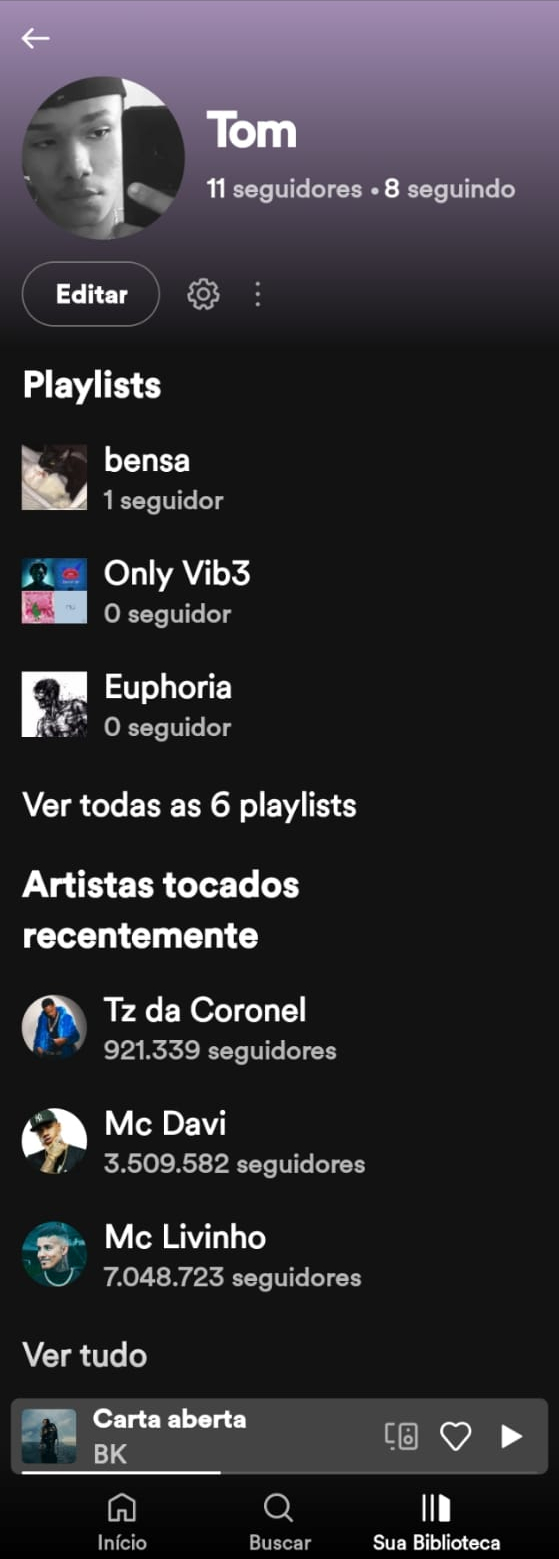 Tom
11 seguidores • 8 seguindo
Editar
Playlists
bensa
1 seguidor
Only Vib3
0 seguidor
Euphoria
0 seguidor
Ver todas as 6 playlists
Artistas tocados
recentemente
Tz da Coronel
921.339 seguidores
Mc Davi
3.509.582 seguidores
Mc Livinho
7.048.723 seguidores
Ver tudo
Carta aberta
BK
Início
Buscar
Sua Biblioteca